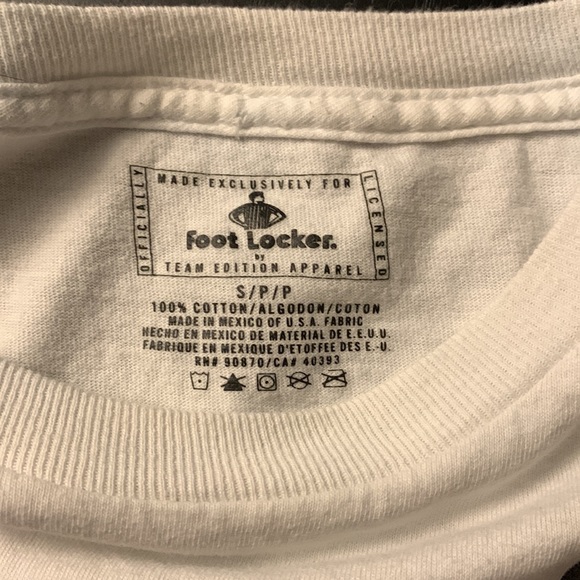 MADE EXCLUSIVELY FOR
OFFICIALLY
LICENSED
Foot Locker.
BY
TEAM EDITION APPAREL
S/P/P
100% COTTON/ALGODON/COTON
MADE IN MEXICO OF U.S.A. FABRIC
HECHO EN MEXICO DE MATERIAL DE E.E.U.U.
FABRIQUE EN MEXIQUE D'ETOFFEE DES E.-U.
RN# 90870/CA# 40393